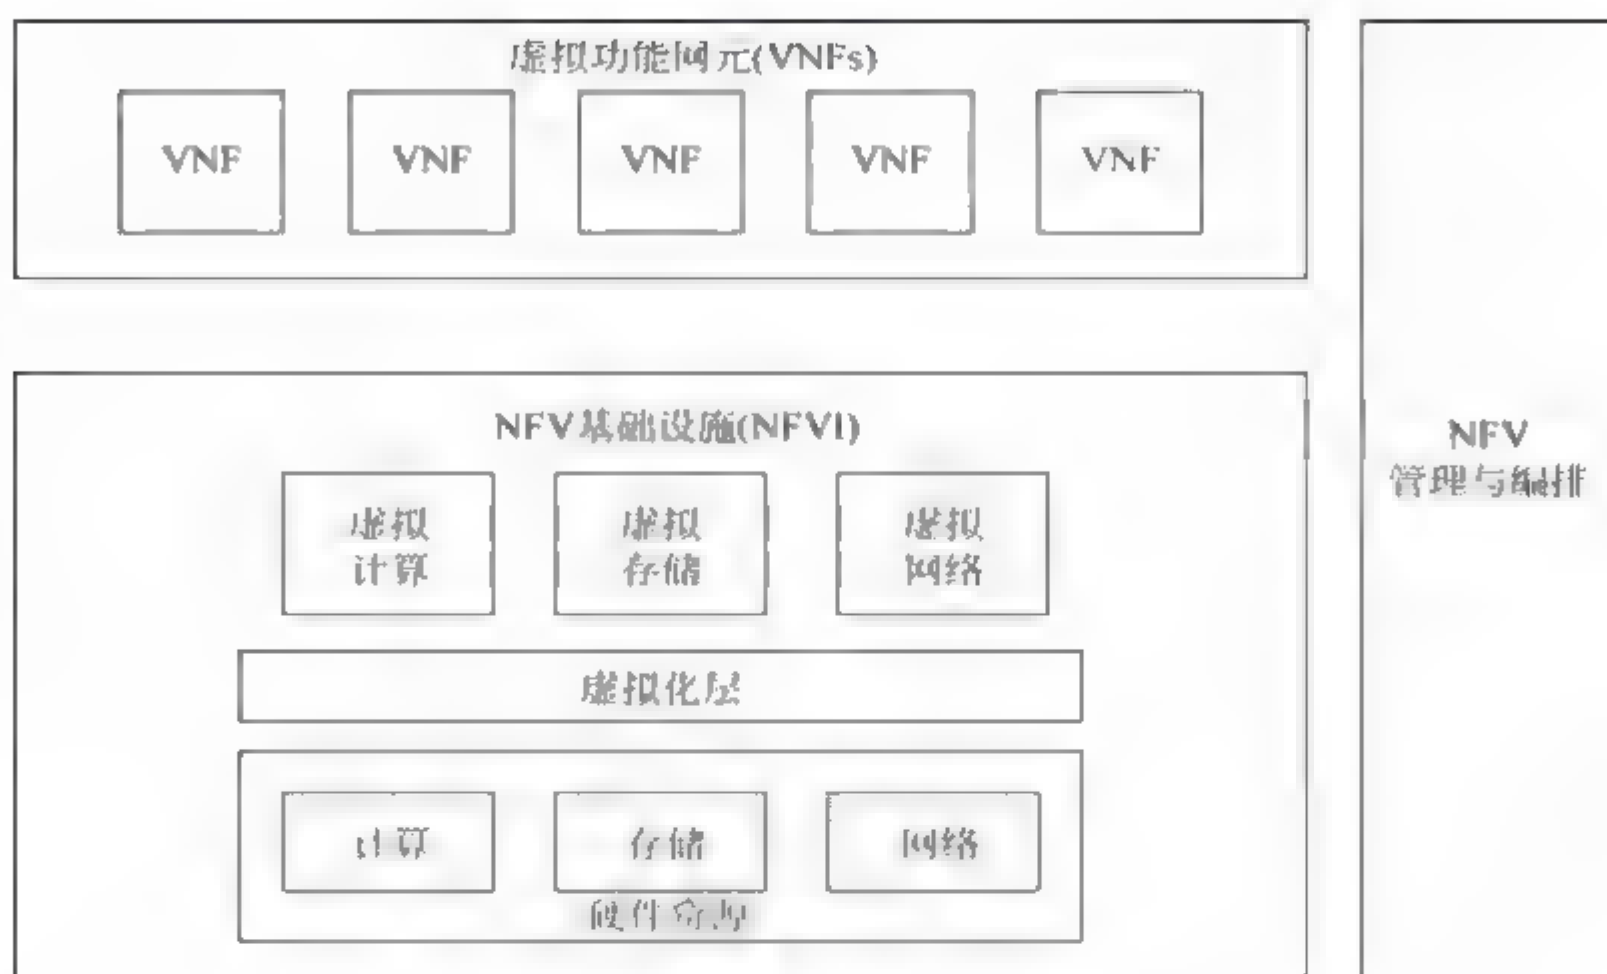 虚拟功能网元(VNFs)
VNF VNF VNF VNF VNF
NFV基础设施(NFVI)
虚拟 虚拟 虚拟
计算 存储 网络
虚拟化层
计算 存储 网络
硬件资源
NFV
管理与编排